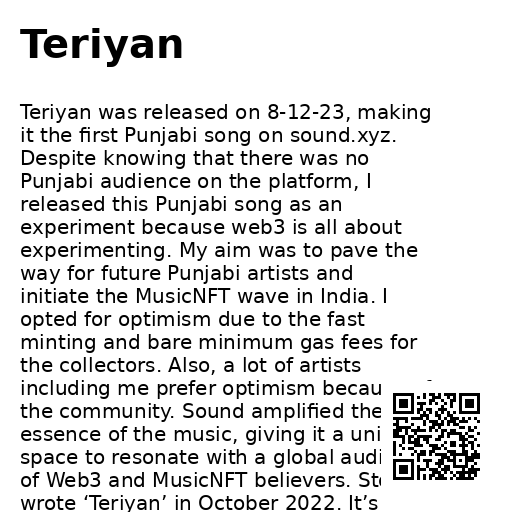 Teriyan
Teriyan was released on 8-12-23, making
it the first Punjabi song on sound.xyz.
Despite knowing that there was no
Punjabi audience on the platform, I
released this Punjabi song as an
experiment because web3 is all about
experimenting. My aim was to pave the
way for future Punjabi artists and
initiate the MusicNFT wave in India. I
opted for optimism due to the fast
minting and bare minimum gas fees for
the collectors. Also, a lot of artists
including me prefer optimism becau
the community. Sound amplified the
essence of the music, giving it a uni
space to resonate with a global audi
of Web3 and MusicNFT believers.
wrote ‘Teriyan’ in October 2022. It’s